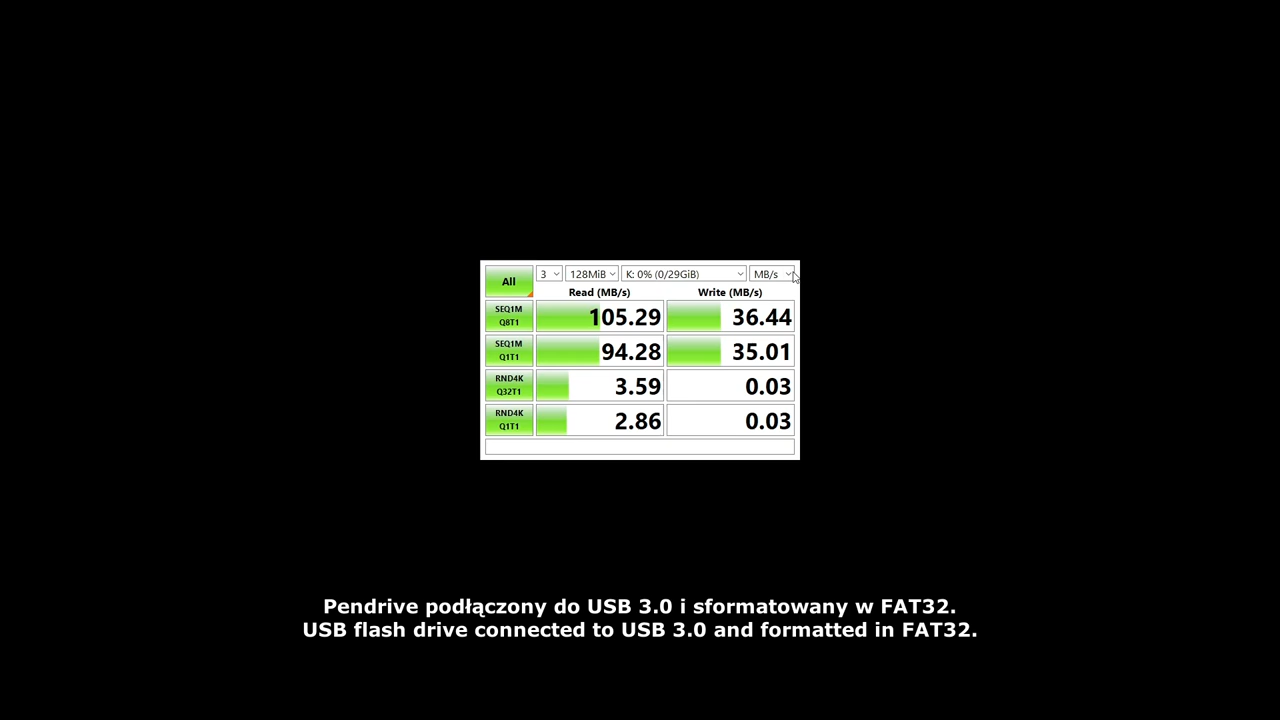 All 3 128MiB K: 0% (0/29GiB) MB/s
Read (MB/s) Write (MB/s)
SEQ1M
Q8T1 105.29 36.44
SEQ1M
Q1T1 94.28 35.01
RND4K
Q32T1 3.59 0.03
RND4K
Q1T1 2.86 0.03
Pendrive podłączony do USB 3.0 i sformatowany w FAT32.
USB flash drive connected to USB 3.0 and formatted in FAT32.